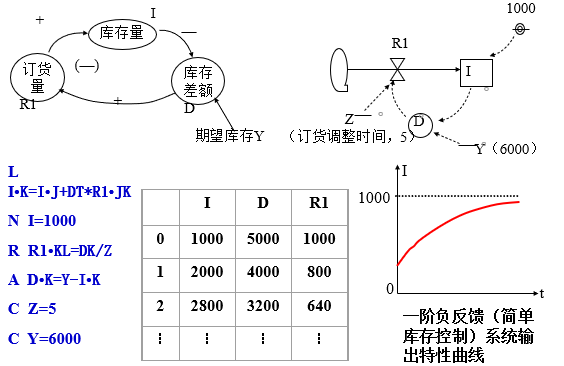 +
I
库存量
—
订货
量
R1
(—)
库存
差额
D
+
期望库存Y
1000
R1
I
Z
D
（订货调整时间，5）
Y（6000）
L
I•K=I•J+DT*R1•JK
N I=1000
R R1•KL=DK/Z
A D•K=Y-I•K
C Z=5
C Y=6000
I D R1
0 1000 5000 1000
1 2000 4000 800
2 2800 3200 640
⋮ ⋮ ⋮ ⋮
I
1000
0
t
一阶负反馈（简单
库存控制）系统输
出特性曲线